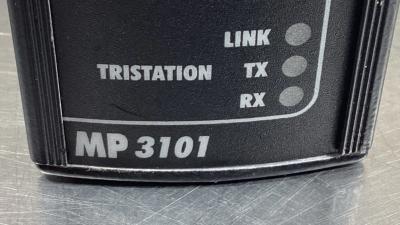 LINK
TRISTATION TX
RX
MP 3101